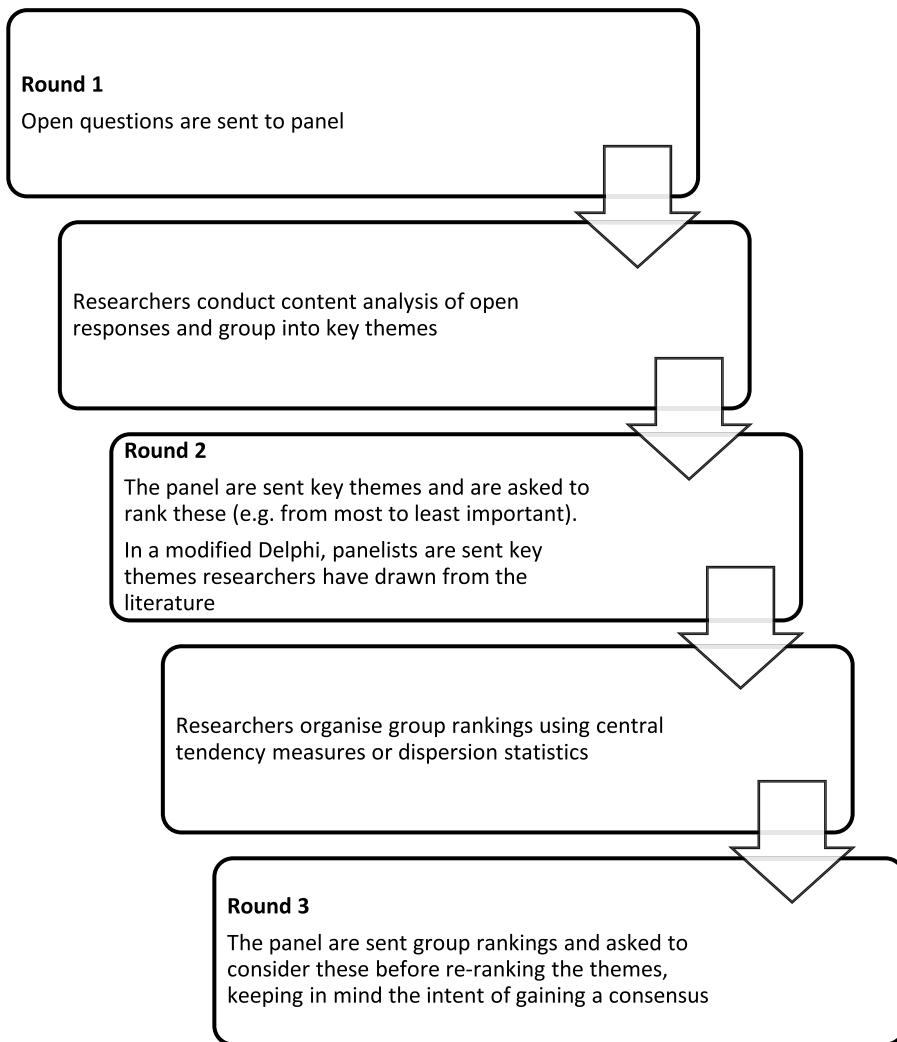 Round 1
Open questions are sent to panel
Researchers conduct content analysis of open
responses and group into key themes
Round 2
The panel are sent key themes and are asked to
rank these (e.g. from most to least important).
In a modified Delphi, panelists are sent key
themes researchers have drawn from the
literature
Researchers organise group rankings using central
tendency measures or dispersion statistics
Round 3
The panel are sent group rankings and asked to
consider these before re-ranking the themes,
keeping in mind the intent of gaining a consensus